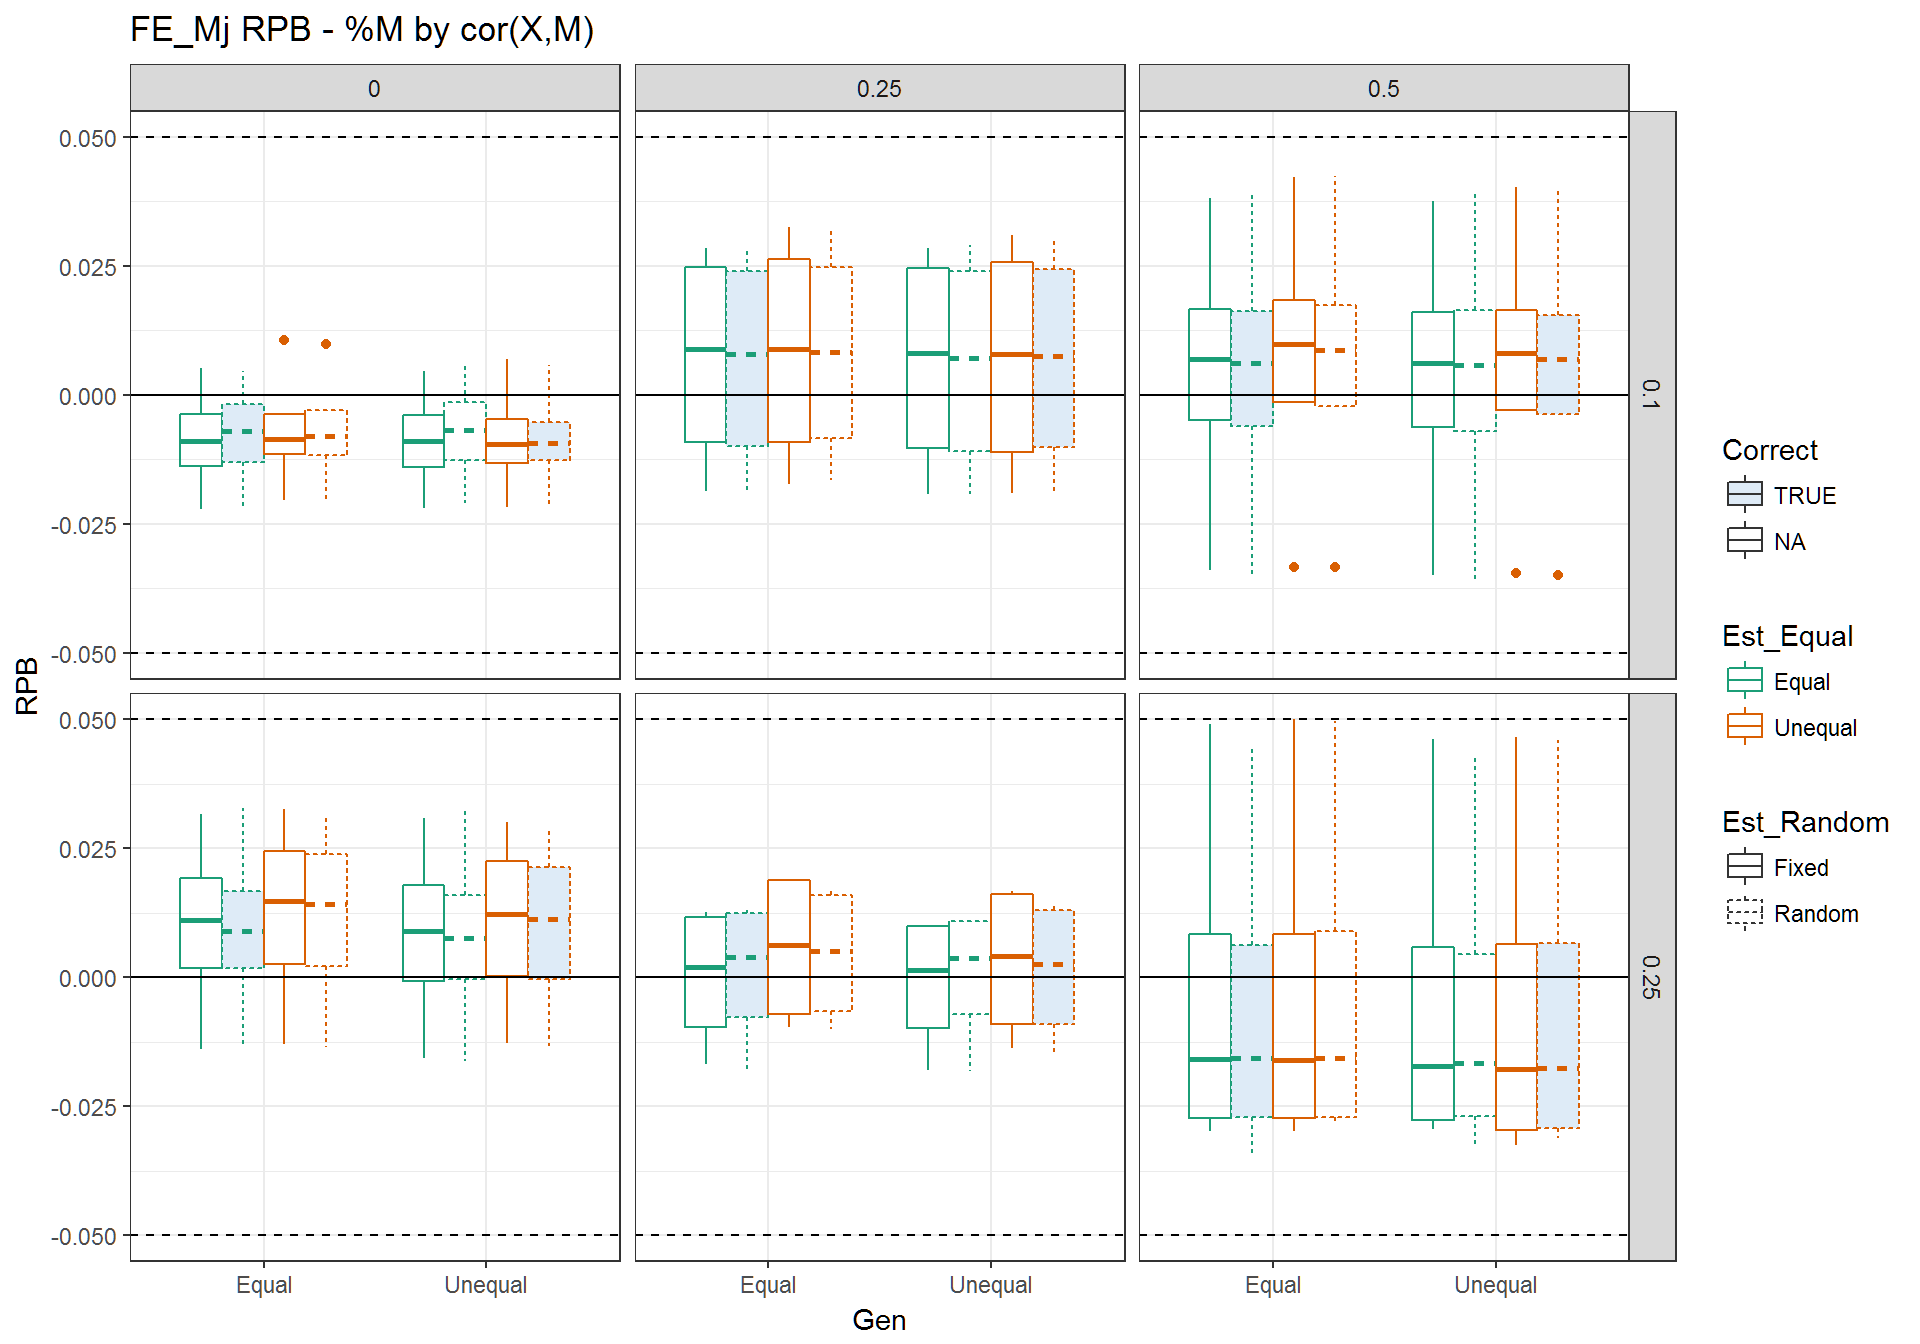 FE_Mj RPB - %M by cor(X,M)
0
0.25
0.5
0.050
0.025
0.000
-0.025
-0.050
0.1
RPB
0.050
0.025
0.000
-0.025
-0.050
0.25
Equal
Unequal
Equal
Unequal
Equal
Unequal
Gen
Correct
TRUE
NA
Est_Equal
Equal
Unequal
Est_Random
Fixed
Random